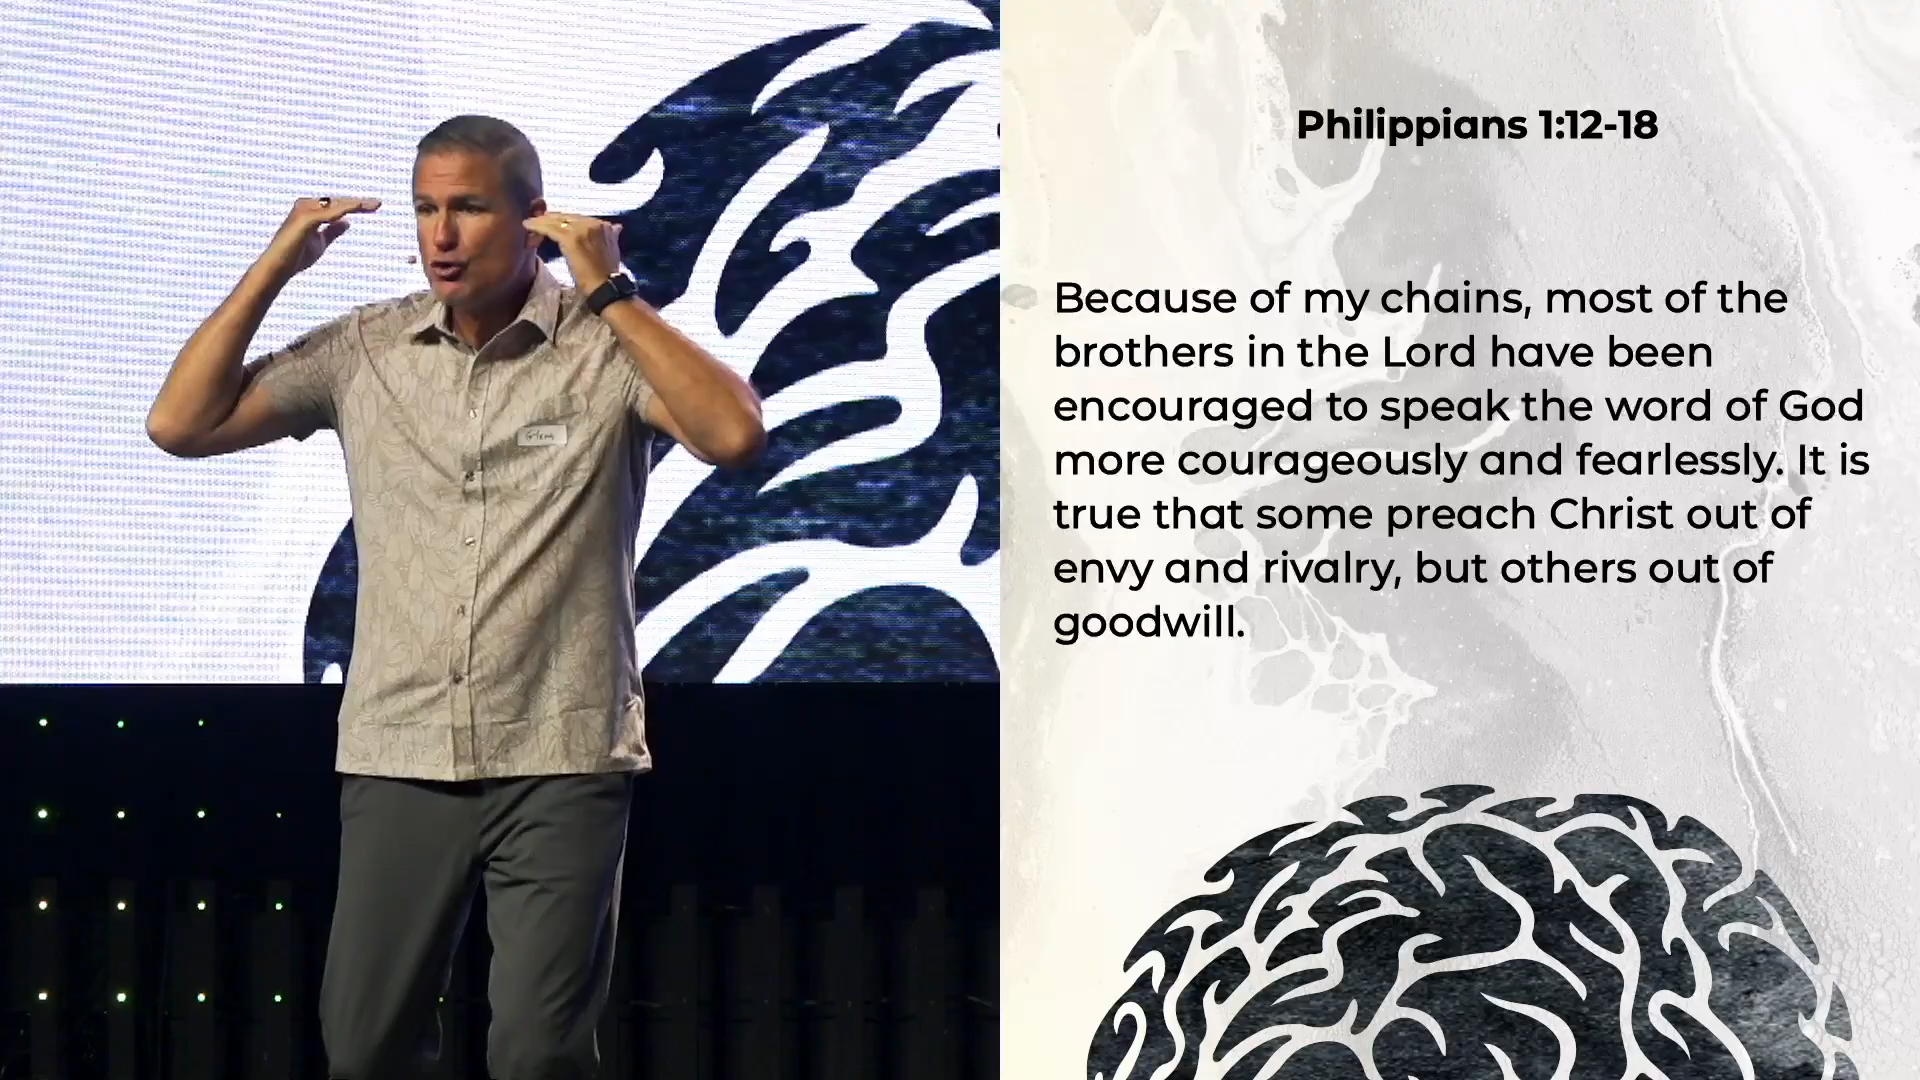 Philippians 1:12-18
Because of my chains, most of the
brothers in the Lord have been
encouraged to speak the word of God
more courageously and fearlessly. It is
true that some preach Christ out of
envy and rivalry, but others out of
goodwill.
Glenn